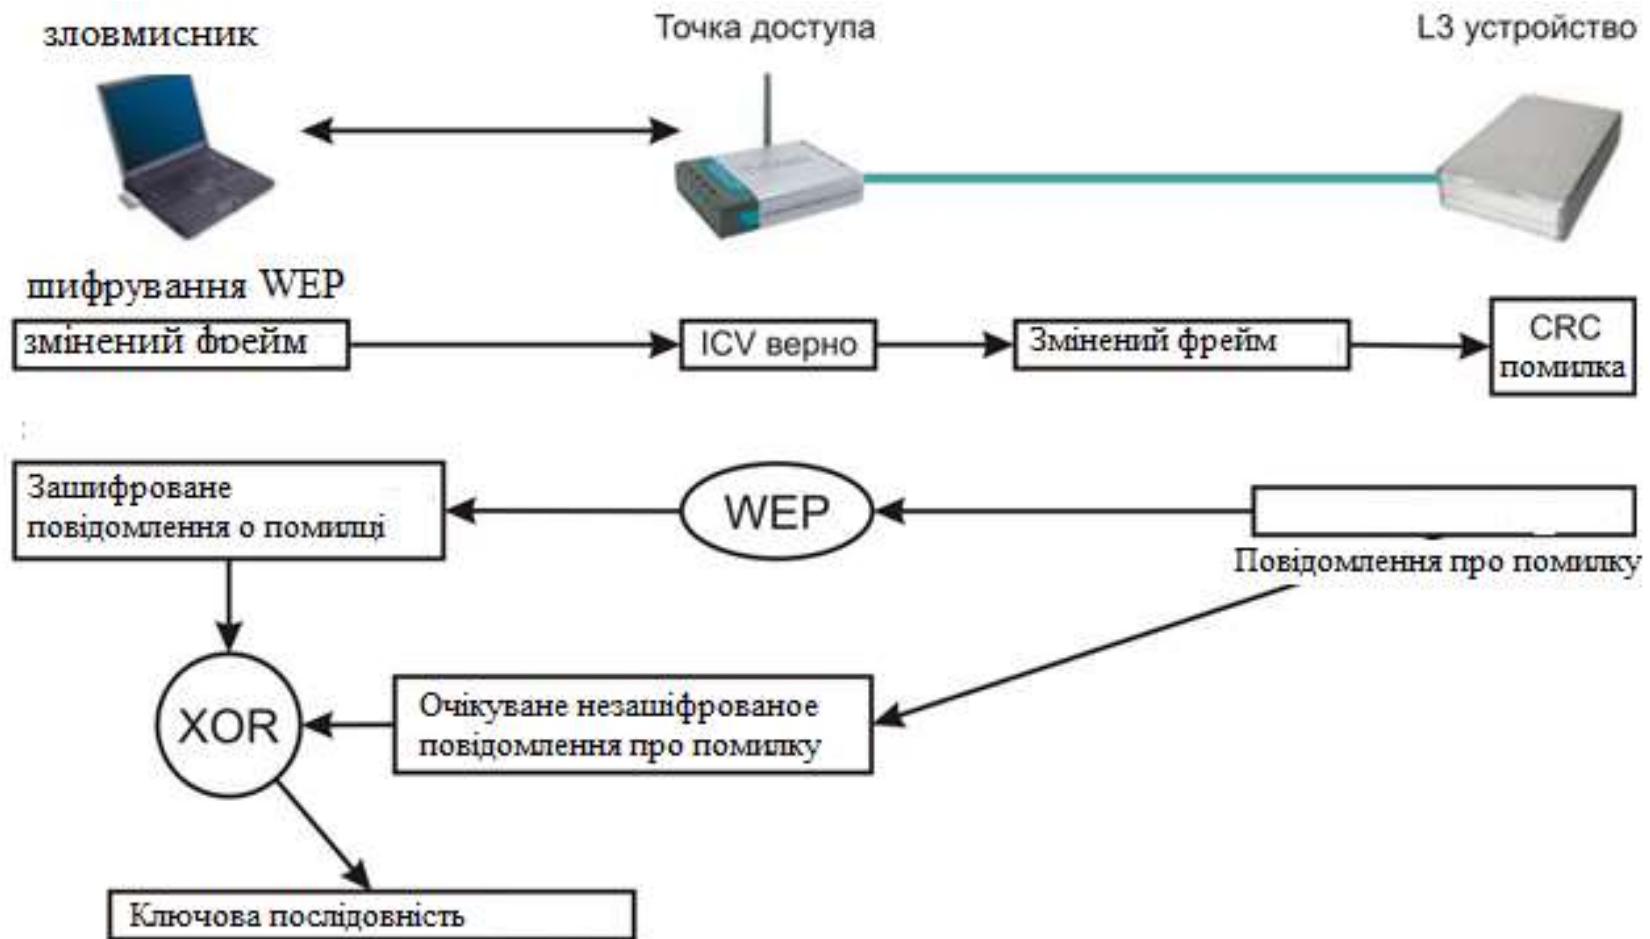 зловмисник
Точка доступа
L3 устройство
шифрування WEP
змінений фрейм
ICV верно
Змінений фрейм
CRC
помилка
Зашифроване
повідомлення о помилці
WEP
Повідомлення про помилку
XOR
Очікуване незашіфрованое
повідомлення про помилку
Ключова послідовність